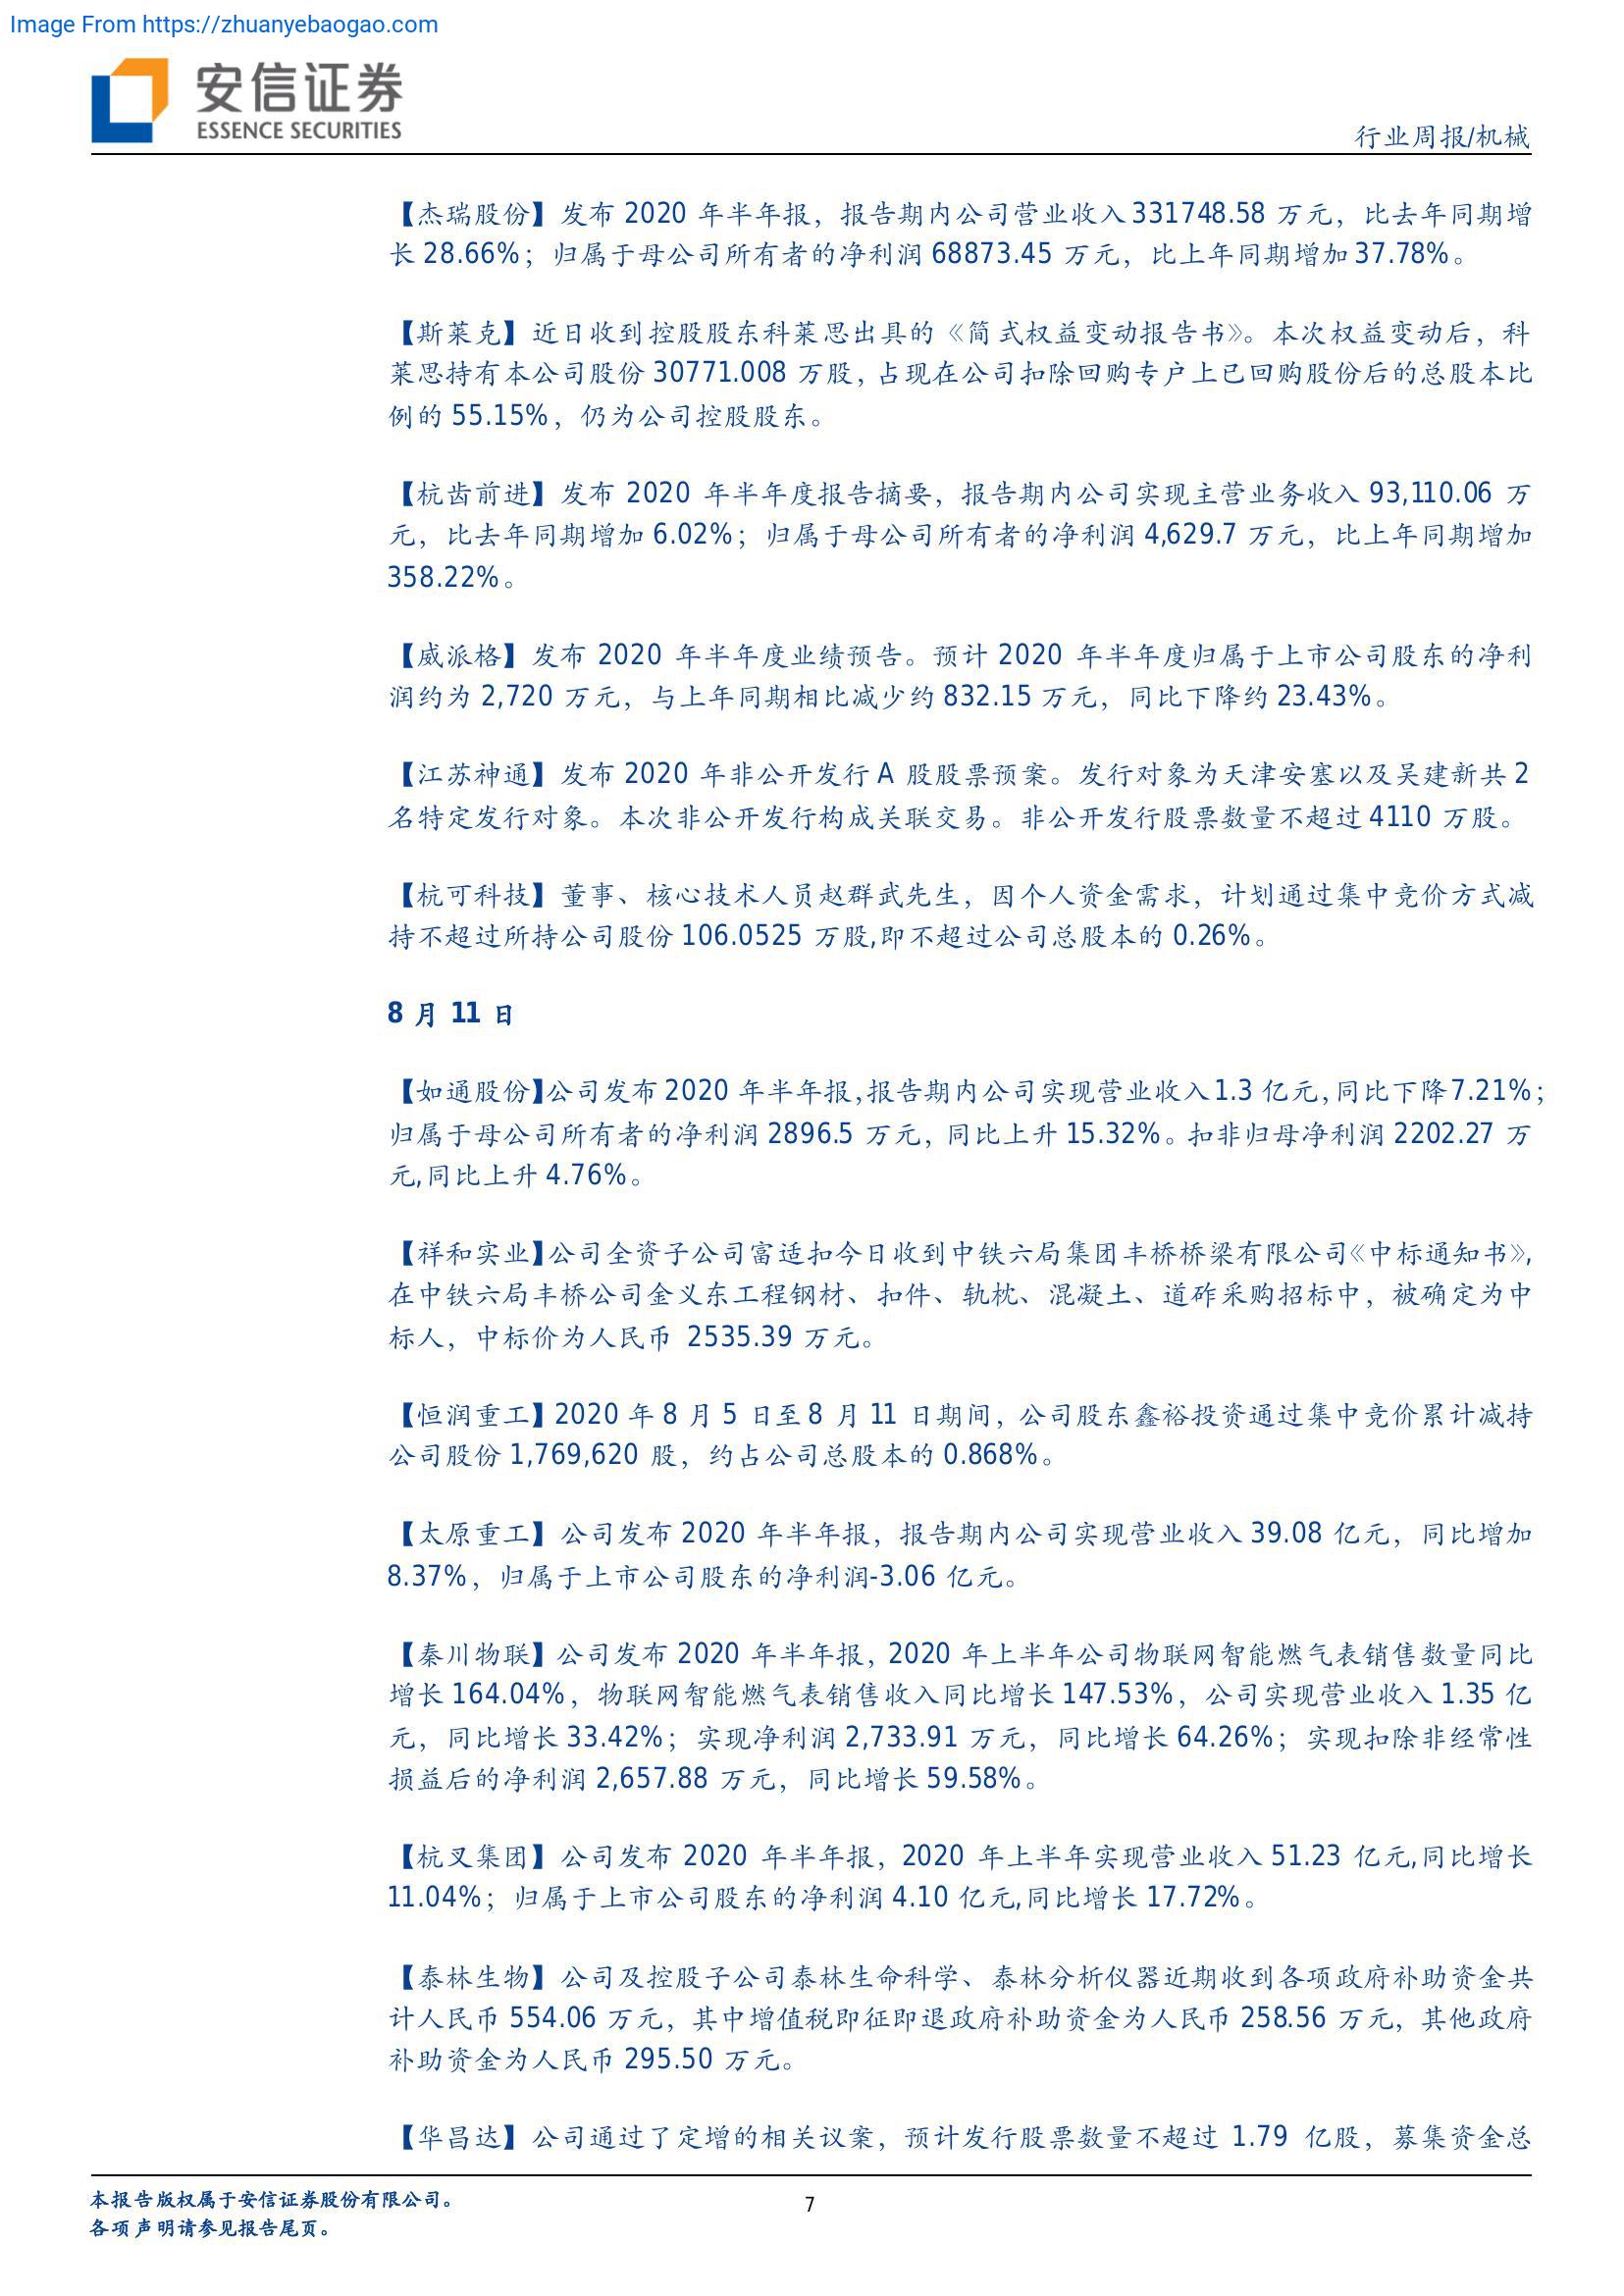 Image From https://zhuanyebaogao.com
安信证券
ESSENCE SECURITIES
行业周报/机械
【杰瑞股份】发布 2020 年半年报，报告期内公司营业收入 331748.58 万元，比去年同期增
长 28.66%；归属于母公司所有者的净利润 68873.45 万元，比上年同期增加 37.78%。
【斯莱克】近日收到控股股东科莱思出具的《简式权益变动报告书》。本次权益变动后，科
莱思持有本公司股份 30771.008 万股，占现在公司扣除回购专户上已回购股份后的总股本比
例的 55.15%，仍为公司控股股东。
【杭齿前进】发布 2020 年半年度报告摘要，报告期内公司实现主营业务收入 93,110.06 万
元，比去年同期增加 6.02%；归属于母公司所有者的净利润 4,629.7 万元，比上年同期增加
358.22%。
【威派格】发布 2020 年半年度业绩预告。预计 2020 年半年度归属于上市公司股东的净利
润约为 2,720 万元，与上年同期相比减少约 832.15 万元，同比下降约 23.43%。
【江苏神通】发布 2020 年非公开发行 A 股股票预案。发行对象为天津安塞以及吴建新共 2
名特定发行对象。本次非公开发行构成关联交易。非公开发行股票数量不超过 4110 万股。
【杭可科技】董事、核心技术人员赵群武先生，因个人资金需求，计划通过集中竞价方式减
持不超过所持公司股份 106.0525 万股,即不超过公司总股本的 0.26%。
8 月 11 日
【如通股份】公司发布 2020 年半年报,报告期内公司实现营业收入 1.3 亿元,同比下降 7.21%；
归属于母公司所有者的净利润 2896.5 万元，同比上升 15.32%。扣非归母净利润 2202.27 万
元,同比上升 4.76%。
【祥和实业】公司全资子公司富适扣今日收到中铁六局集团丰桥桥梁有限公司《中标通知书》,
在中铁六局丰桥公司金义东工程钢材、扣件、轨枕、混凝土、道砟采购招标中，被确定为中
标人，中标价为人民币 2535.39 万元。
【恒润重工】2020 年 8 月 5 日至 8 月 11 日期间，公司股东鑫裕投资通过集中竞价累计减持
公司股份 1,769,620 股，约占公司总股本的 0.868%。
【太原重工】公司发布 2020 年半年报，报告期内公司实现营业收入 39.08 亿元，同比增加
8.37%，归属于上市公司股东的净利润-3.06 亿元。
【秦川物联】公司发布 2020 年半年报，2020 年上半年公司物联网智能燃气表销售数量同比
增长 164.04%，物联网智能燃气表销售收入同比增长 147.53%，公司实现营业收入 1.35 亿
元，同比增长 33.42%；实现净利润 2,733.91 万元，同比增长 64.26%；实现扣除非经常性
损益后的净利润 2,657.88 万元，同比增长 59.58%。
【杭叉集团】公司发布 2020 年半年报，2020 年上半年实现营业收入 51.23 亿元,同比增长
11.04%；归属于上市公司股东的净利润 4.10 亿元,同比增长 17.72%。
【泰林生物】公司及控股子公司泰林生命科学、泰林分析仪器近期收到各项政府补助资金共
计人民币 554.06 万元，其中增值税即征即退政府补助资金为人民币 258.56 万元，其他政府
补助资金为人民币 295.50 万元。
【华昌达】公司通过了定增的相关议案，预计发行股票数量不超过 1.79 亿股，募集资金总
本报告版权属于安信证券股份有限公司。
各项声明请参见报告尾页。
7